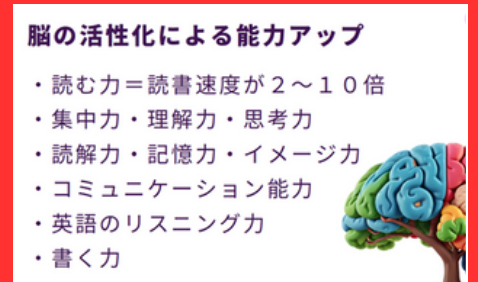 脳の活性化による能力アップ
・読む力＝読書速度が２～１０倍
・集中力・理解力・思考力
・読解力・記憶力・イメージ力
・コミュニケーション能力
・英語のリスニング力
・書く力